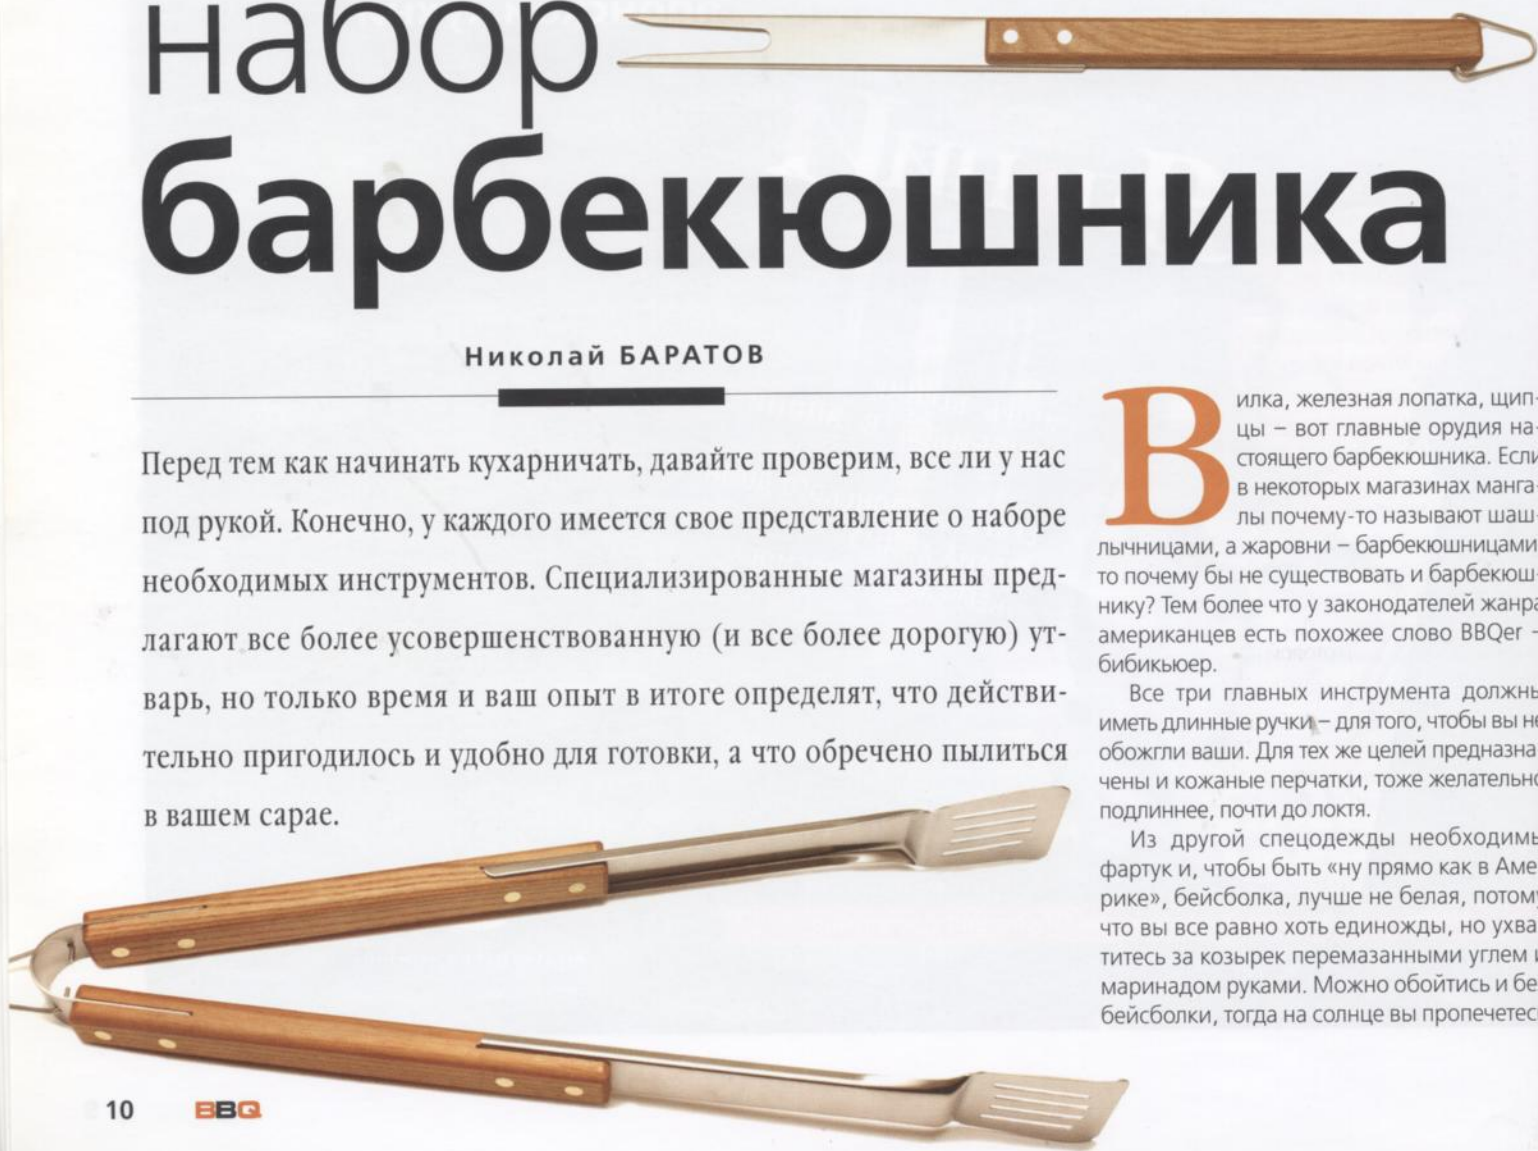 набор
барбекюшника
Николай БАРАТОВ
Перед тем как начинать кухарничать, давайте проверим, все ли у нас
под рукой. Конечно, у каждого имеется свое представление о наборе
необходимых инструментов. Специализированные магазины пред-
лагают все более усовершенствованную (и все более дорогую) ут-
варь, но только время и ваш опыт в итоге определят, что действи-
тельно пригодилось и удобно для готовки, а что обречено пылиться
в вашем сарае.
Вилка, железная лопатка, щип-
цы – вот главные орудия на-
стоящего барбекюшника. Если
в некоторых магазинах манга-
лы почему-то называют шаш-
лычницами, а жаровни – барбекюшницами
то почему бы не существовать и барбекюш-
нику? Тем более что у законодателей жанра
американцев есть похожее слово BBQer –
бибикьюер.
Все три главных инструмента должны
иметь длинные ручки – для того, чтобы вы не
обожгли ваши. Для тех же целей предназна-
чены и кожаные перчатки, тоже желательно
подлиннее, почти до локтя.
Из другой спецодежды необходимы
фартук и, чтобы быть «ну прямо как в Аме-
рике», бейсболка, лучше не белая, потому
что вы все равно хоть единожды, но ухва-
титесь за козырек перемазанными углем и
маринадом руками. Можно обойтись и без
бейсболки, тогда на солнце вы пропечетесь
10 BBQ